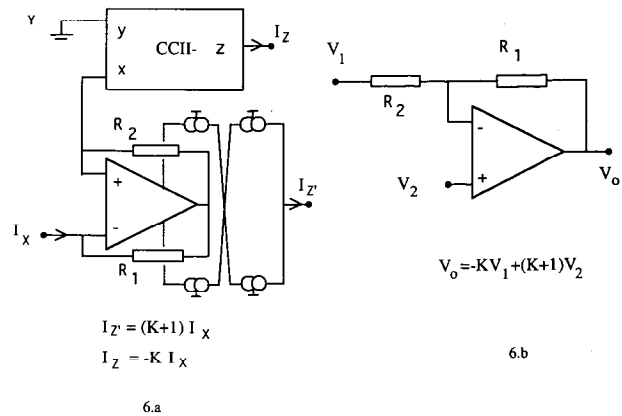 Y
y
CCII- Z
I_Z
x
R_2
+
-
I_X
R_1
I_Z'
I_Z' = (K+1) I_X
I_Z = -K I_X
6.a
V_1
R_2
R_1
-
V_2
+
V_o
V_o=-KV_1+(K+1)V_2
6.b